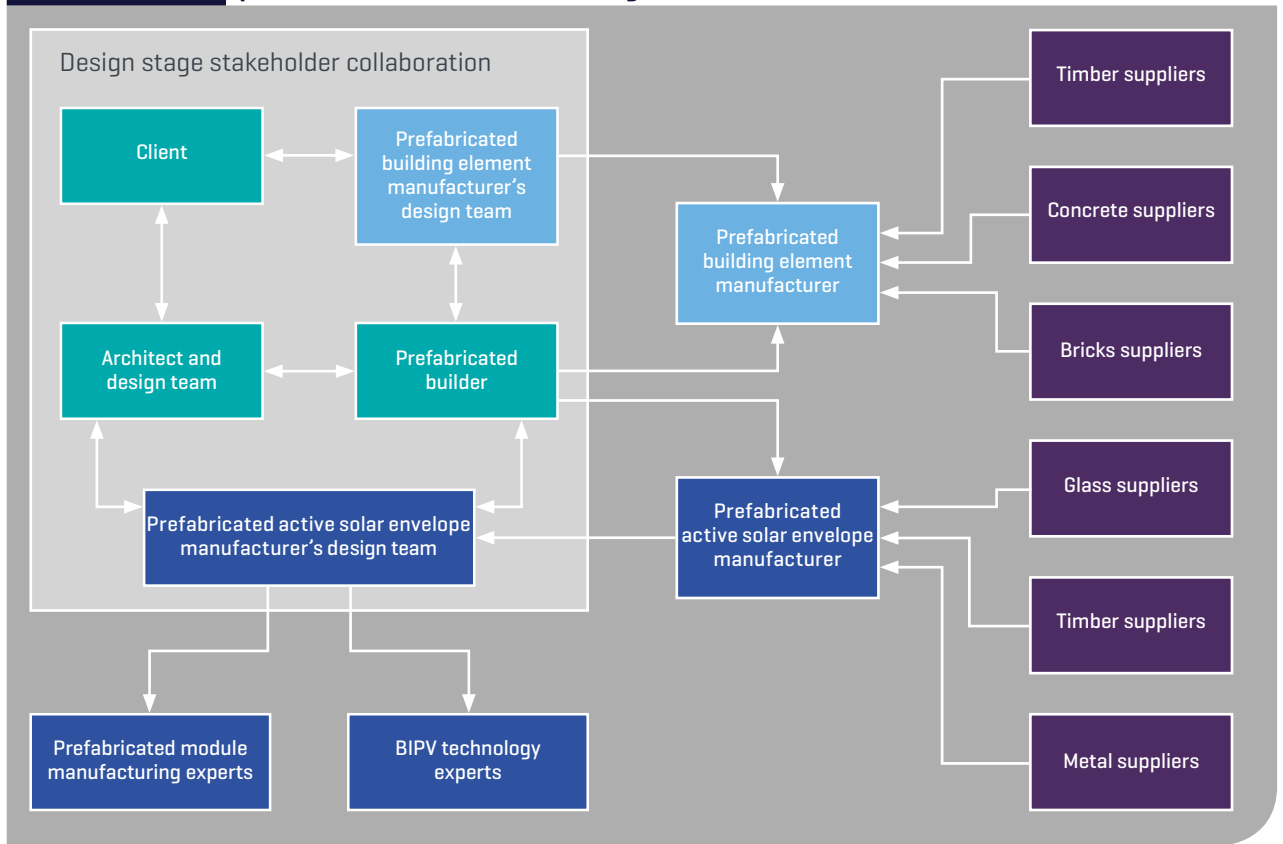 Design stage stakeholder collaboration
Client
Prefabricated
building element
manufacturer's
design team
Architect and
design team
Prefabricated
builder
Prefabricated active solar envelope
manufacturer's design team
Prefabricated module
manufacturing experts
BIPV technology
experts
Prefabricated
building element
manufacturer
Prefabricated
active solar envelope
manufacturer
Timber suppliers
Concrete suppliers
Bricks suppliers
Glass suppliers
Timber suppliers
Metal suppliers